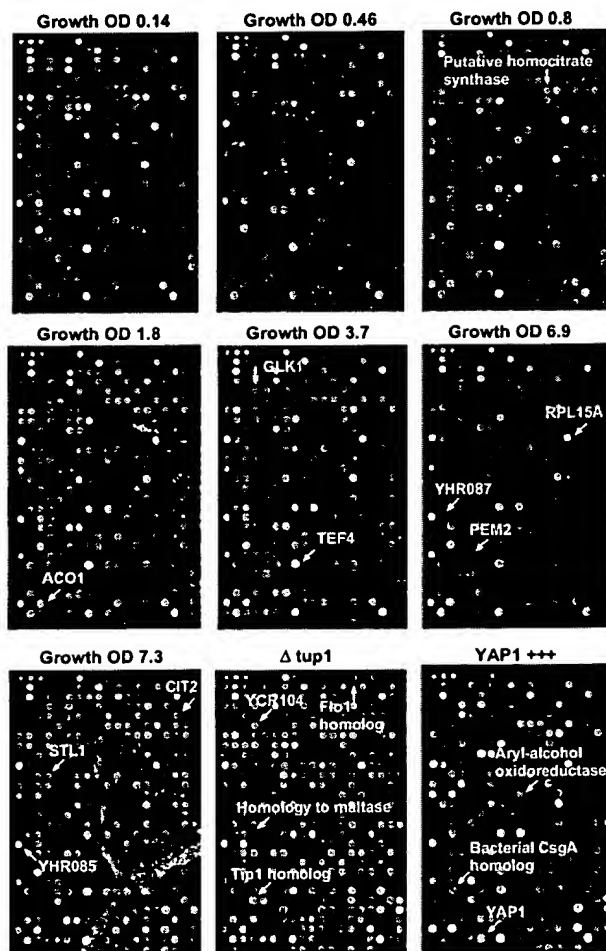 Growth OD 0.14
Growth OD 0.46
Growth OD 0.8
Putative homocitrate
synthase
Growth OD 1.8
Growth OD 3.7
Growth OD 6.9
ACO1
GLK1
TEF4
RPL15A
YHR087
PEM2
Growth OD 7.3
Δ tup1
YAP1 +++
CIT2
STL1
YHR085
YCR104
Flo1
homolog
Homology to maltase
Tip1 homolog
Aryl-alcohol
oxidoreductase
Bacterial CsgA
homolog
YAP1